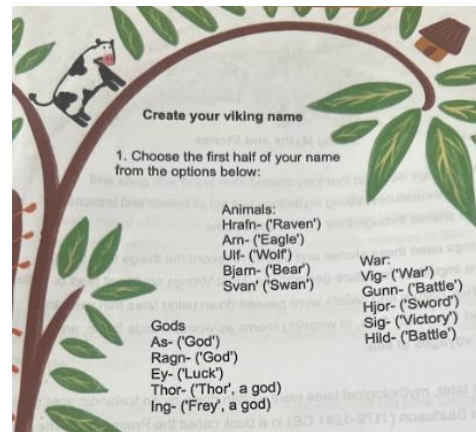 Create your viking name
1. Choose the first half of your name
from the options below:
Animals:
Hrafn- ('Raven')
Arn- ('Eagle')
Ulf- ('Wolf')
Bjarn- ('Bear')
Svan' ('Swan')
War:
Vig- ('War')
Gunn- ('Battle')
Hjor- ('Sword')
Sig- ('Victory')
Hild- ('Battle')
Gods
As- ('God')
Ragn- ('God')
Ey- ('Luck')
Thor- ('Thor', a god)
Ing- ('Frey', a god)